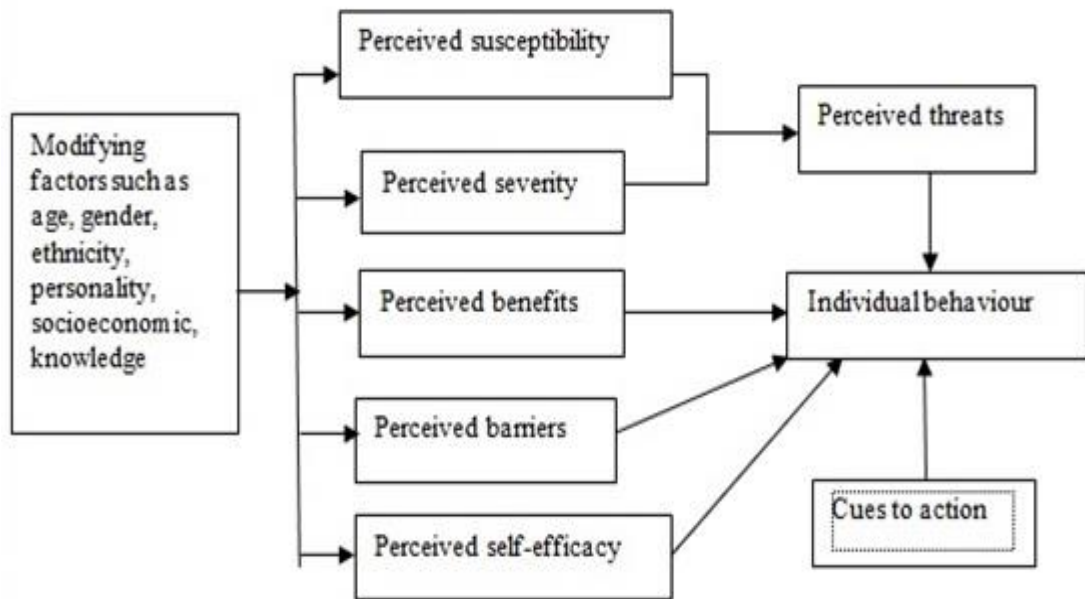 Perceived susceptibility
Perceived threats
Modifying
factors such as
age, gender,
ethnicity,
personality,
socioeconomic,
knowledge
Perceived severity
Perceived benefits
Individual behaviour
Perceived barriers
Cues to action
Perceived self-efficacy